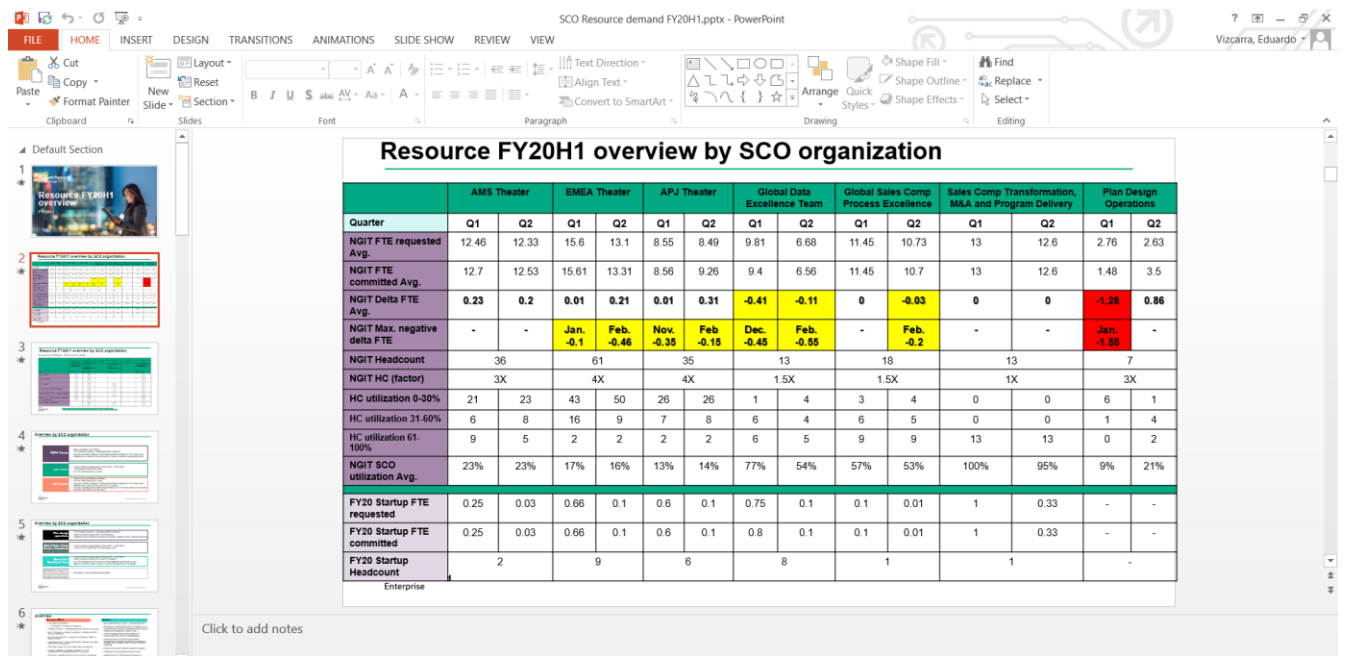 SCO Resource demand FY20H1.pptx - PowerPoint
FILE HOME INSERT DESIGN TRANSITIONS ANIMATIONS SLIDE SHOW REVIEW VIEW
Vizcarra, Eduardo
Paste
Cut
Copy
Format Painter
Clipboard
New Slide
Layout
Reset
Section
Slides
Font
Text Direction
Align Text
Convert to SmartArt
Paragraph
Arrange
Quick Styles
Shape Fill
Shape Outline
Shape Effects
Drawing
Find
Replace
Select
Editing
Default Section
1
Resource FY20H1
overview
2
3
4
5
6
Resource FY20H1 overview by SCO organization
AMS Theater EMEA Theater APJ Theater Global Data Excellence Team Global Sales Comp Process Excellence Sales Comp Transformation, M&A and Program Delivery Plan Design Operations
Quarter Q1 Q2 Q1 Q2 Q1 Q2 Q1 Q2 Q1 Q2 Q1 Q2 Q1 Q2
NGIT FTE requested Avg. 12.46 12.33 15.6 13.1 8.55 8.49 9.81 6.68 11.45 10.73 13 12.6 2.76 2.63
NGIT FTE committed Avg. 12.7 12.53 15.61 13.31 8.56 9.26 9.4 6.56 11.45 10.7 13 12.6 1.48 3.5
NGIT Delta FTE Avg. 0.23 0.2 0.01 0.21 0.01 0.31 -0.41 -0.11 0 -0.03 0 0 -1.28 0.86
NGIT Max. negative delta FTE - - Jan. -0.1 Feb. -0.46 Nov. -0.35 Feb -0.15 Dec. -0.45 Feb. -0.55 - Feb. -0.2 - - Jan. -1.55 -
NGIT Headcount 36 61 35 13 18 13 7
NGIT HC (factor) 3X 4X 4X 1.5X 1.5X 1X 3X
HC utilization 0-30% 21 23 43 50 26 26 1 4 3 4 0 0 6 1
HC utilization 31-60% 6 8 16 9 7 8 6 4 6 5 0 0 1 4
HC utilization 61-100% 9 5 2 2 2 2 6 5 9 9 13 13 0 2
NGIT SCO utilization Avg. 23% 23% 17% 16% 13% 14% 77% 54% 57% 53% 100% 95% 9% 21%
FY20 Startup FTE requested 0.25 0.03 0.66 0.1 0.6 0.1 0.75 0.1 0.1 0.01 1 0.33 - -
FY20 Startup FTE committed 0.25 0.03 0.66 0.1 0.6 0.1 0.8 0.1 0.1 0.01 1 0.33 - -
FY20 Startup Headcount 2 9 6 8 1 1 -
Enterprise
Click to add notes